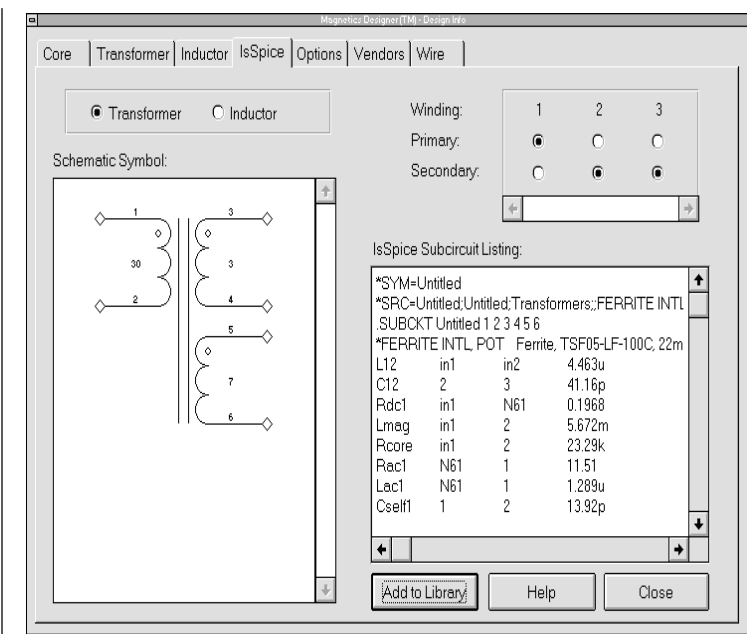 Magnetics Designer(TM) - Design Info
Core Transformer Inductor IsSpice Options Vendors Wire
Transformer Inductor
Schematic Symbol:
1 3
30 3
2 4
5
7
6
Winding: 1 2 3
Primary:
Secondary:
IsSpice Subcircuit Listing:
*SYM=Untitled
*SRC=Untitled;Untitled;Transformers;;FERRITE INTL
.SUBCKT Untitled 1 2 3 4 5 6
*FERRITE INTL, POT Ferrite, TSF05-LF-100C, 22m
L12 in1 in2 4.463u
C12 2 3 41.16p
Rdc1 in1 N61 0.1968
Lmag in1 2 5.672m
Rcore in1 2 23.29k
Rac1 N61 1 11.51
Lac1 N61 1 1.289u
Cself1 1 2 13.92p
Add to Library Help Close